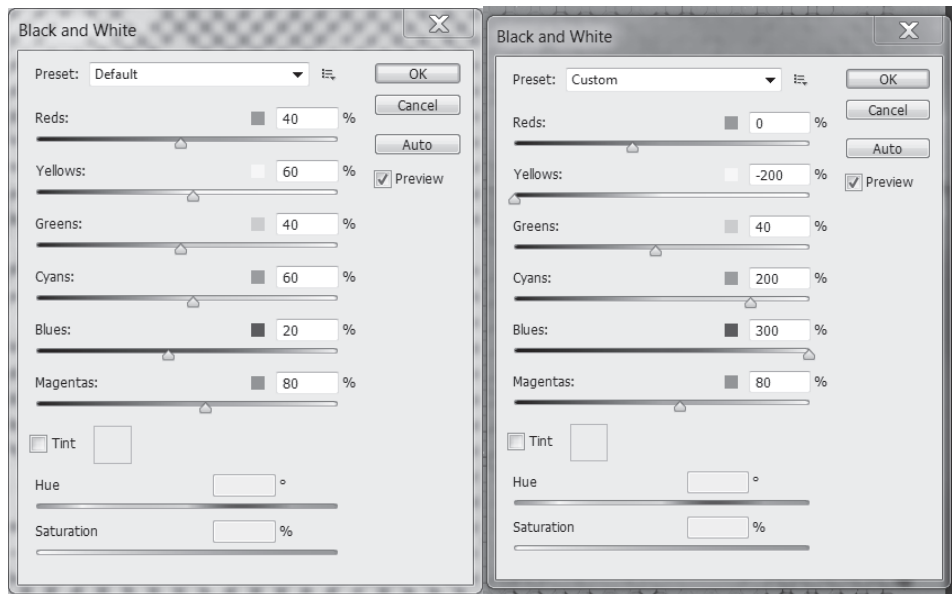 Black and White
Preset: Default
OK
Reds: 40 %
Cancel
Auto
Yellows: 60 %
Preview
Greens: 40 %
Cyans: 60 %
Blues: 20 %
Magentas: 80 %
Tint
Hue °
Saturation %
Black and White
Preset: Custom
OK
Reds: 0 %
Cancel
Auto
Yellows: -200 %
Preview
Greens: 40 %
Cyans: 200 %
Blues: 300 %
Magentas: 80 %
Tint
Hue °
Saturation %